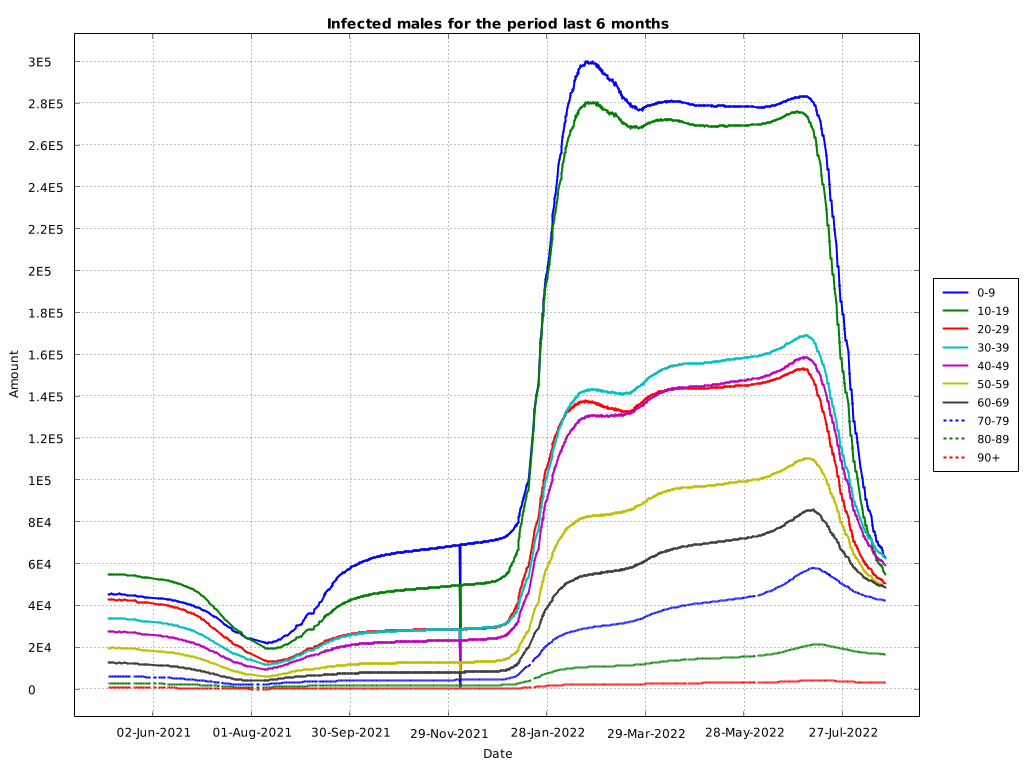 Infected males for the period last 6 months
3E5
2.8E5
2.6E5
2.4E5
2.2E5
2E5
1.8E5
1.6E5
1.4E5
1.2E5
1E5
8E4
6E4
4E4
2E4
0
Amount
02-Jun-2021 01-Aug-2021 30-Sep-2021 29-Nov-2021 28-Jan-2022 29-Mar-2022 28-May-2022 27-Jul-2022
Date
0-9
10-19
20-29
30-39
40-49
50-59
60-69
70-79
80-89
90+